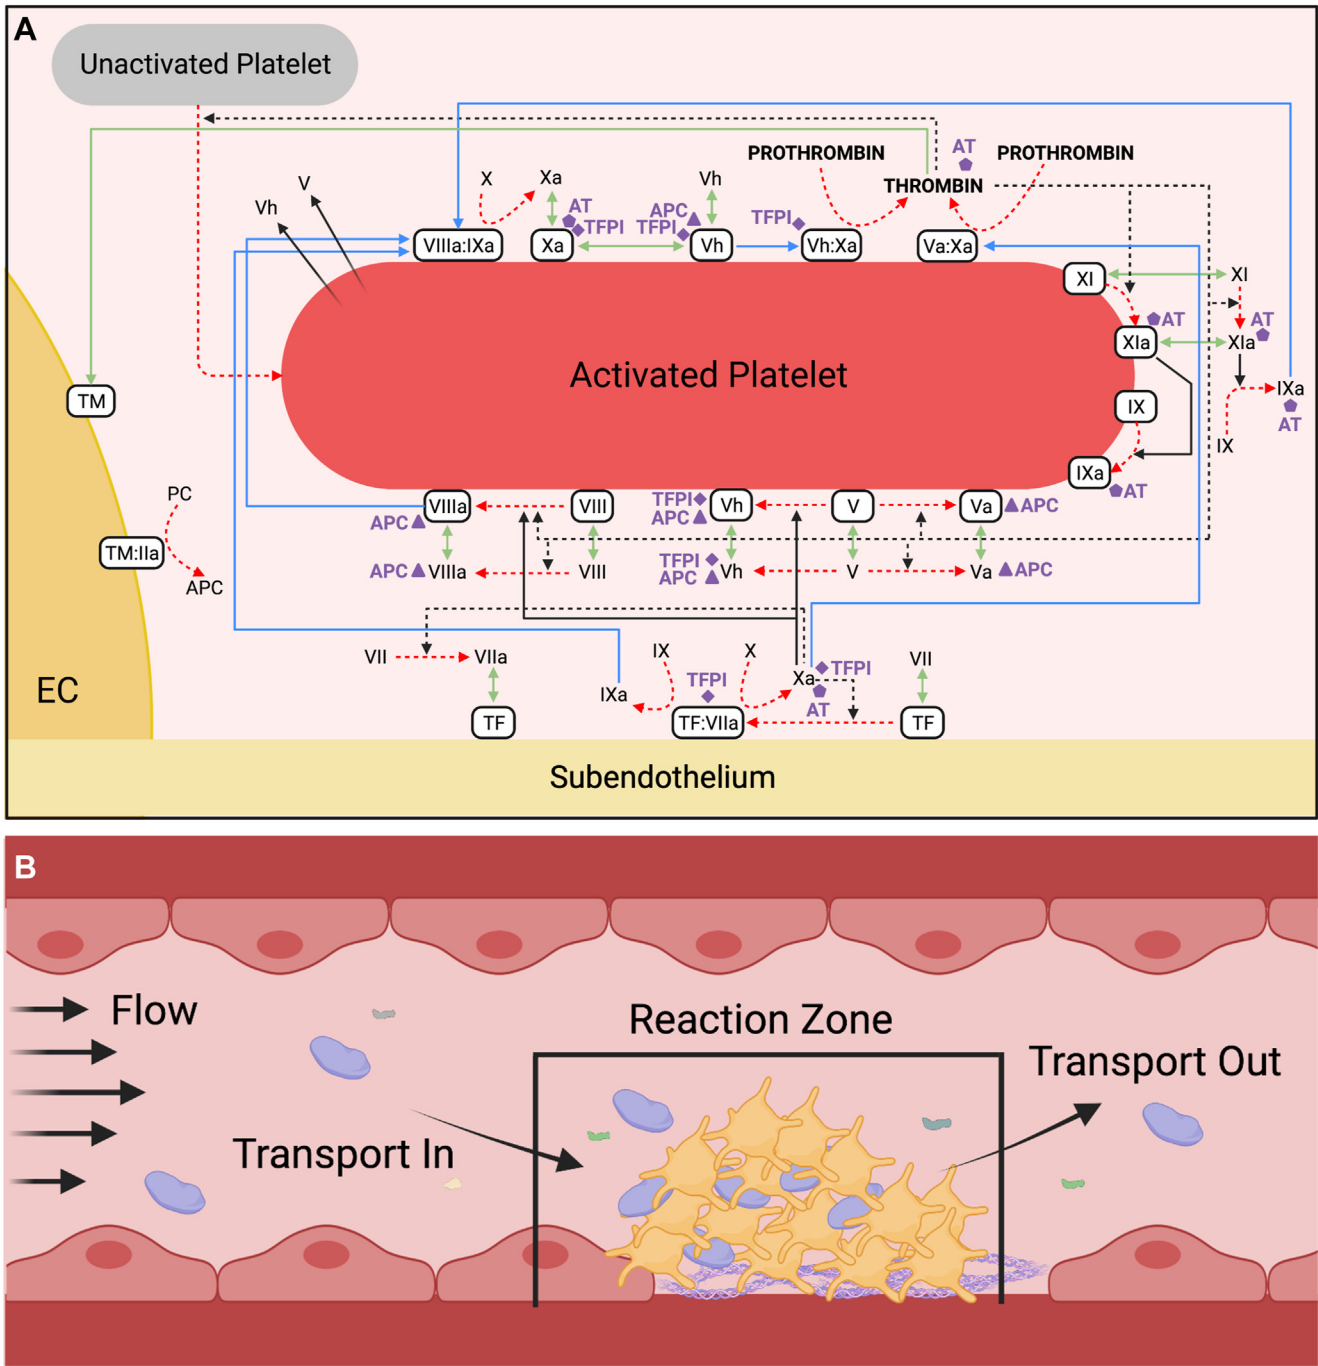 A
Unactivated Platelet
PROTHROMBIN
AT
PROTHROMBIN
THROMBIN
V
Vh
X
Xa
AT
TFPI
Vh
APC
TFPI
TFPI
VIIIa:IXa
Xa
Vh
Vh:Xa
Va:Xa
XI
XI
XIa
AT
XIa
AT
Activated Platelet
TM
IX
IXa
AT
IX
IXa
AT
PC
TM:IIa
APC
APC
VIIIa
VIII
TFPI
APC
Vh
V
Va
APC
APC
VIIIa
VIII
TFPI
APC
Vh
V
Va
APC
VII
VIIa
TF
IXa
IX
TFPI
TF:VIIa
X
Xa
TFPI
AT
VII
TF
EC
Subendothelium
B
Flow
Reaction Zone
Transport Out
Transport In